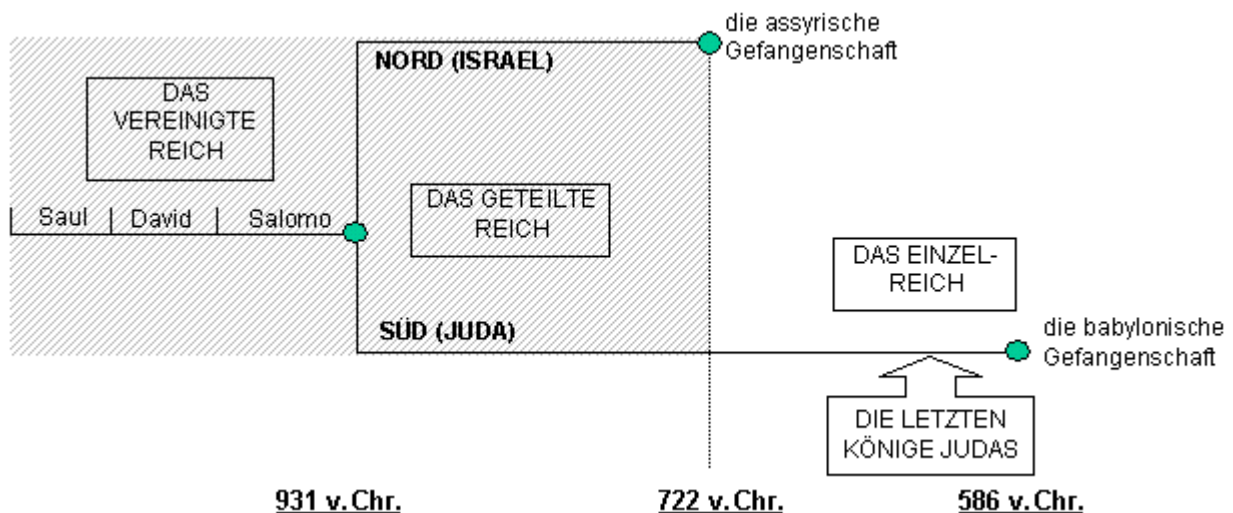 die assyrische
Gefangenschaft
NORD (ISRAEL)
DAS
VEREINIGTE
REICH
Saul | David | Salomo
DAS GETEILTE
REICH
DAS EINZEL-
REICH
SÜD (JUDA)
die babylonische
Gefangenschaft
DIE LETZTEN
KÖNIGE JUDAS
931 v.Chr. 722 v.Chr. 586 v.Chr.